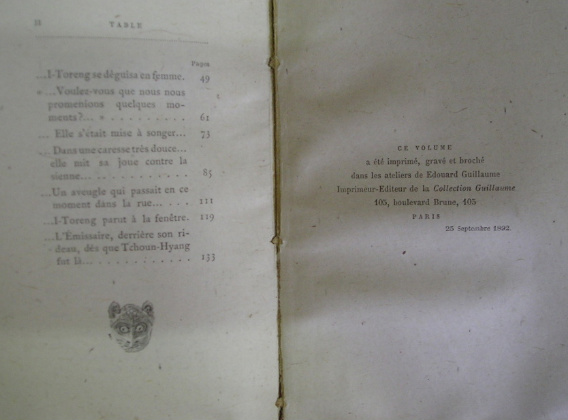 TABLE
Pages
...I-Toreng se déguisa en femme. 49
« ...Voulez-vous que nous nous
promenions quelques mo-
ments?... » . . . . . . . . 61
... Elle s'était mise à songer... 73
...Dans une caresse très douce...
elle mit sa joue contre la
sienne... . . . . . . . . . . 85
...Un aveugle qui passait en ce
moment dans la rue... . . . 111
...I-Toreng parut à la fenêtre. 119
...L'Émissaire, derrière son ri-
deau, dès que Tchoun-Hyang
fut là... . . . . . . . . . . 133
CE VOLUME
a été imprimé, gravé et broché
dans les ateliers de Edouard Guillaume
Imprimeur-Editeur de la Collection Guillaume
105, boulevard Brune, 105
PARIS
25 Septembre 1892.